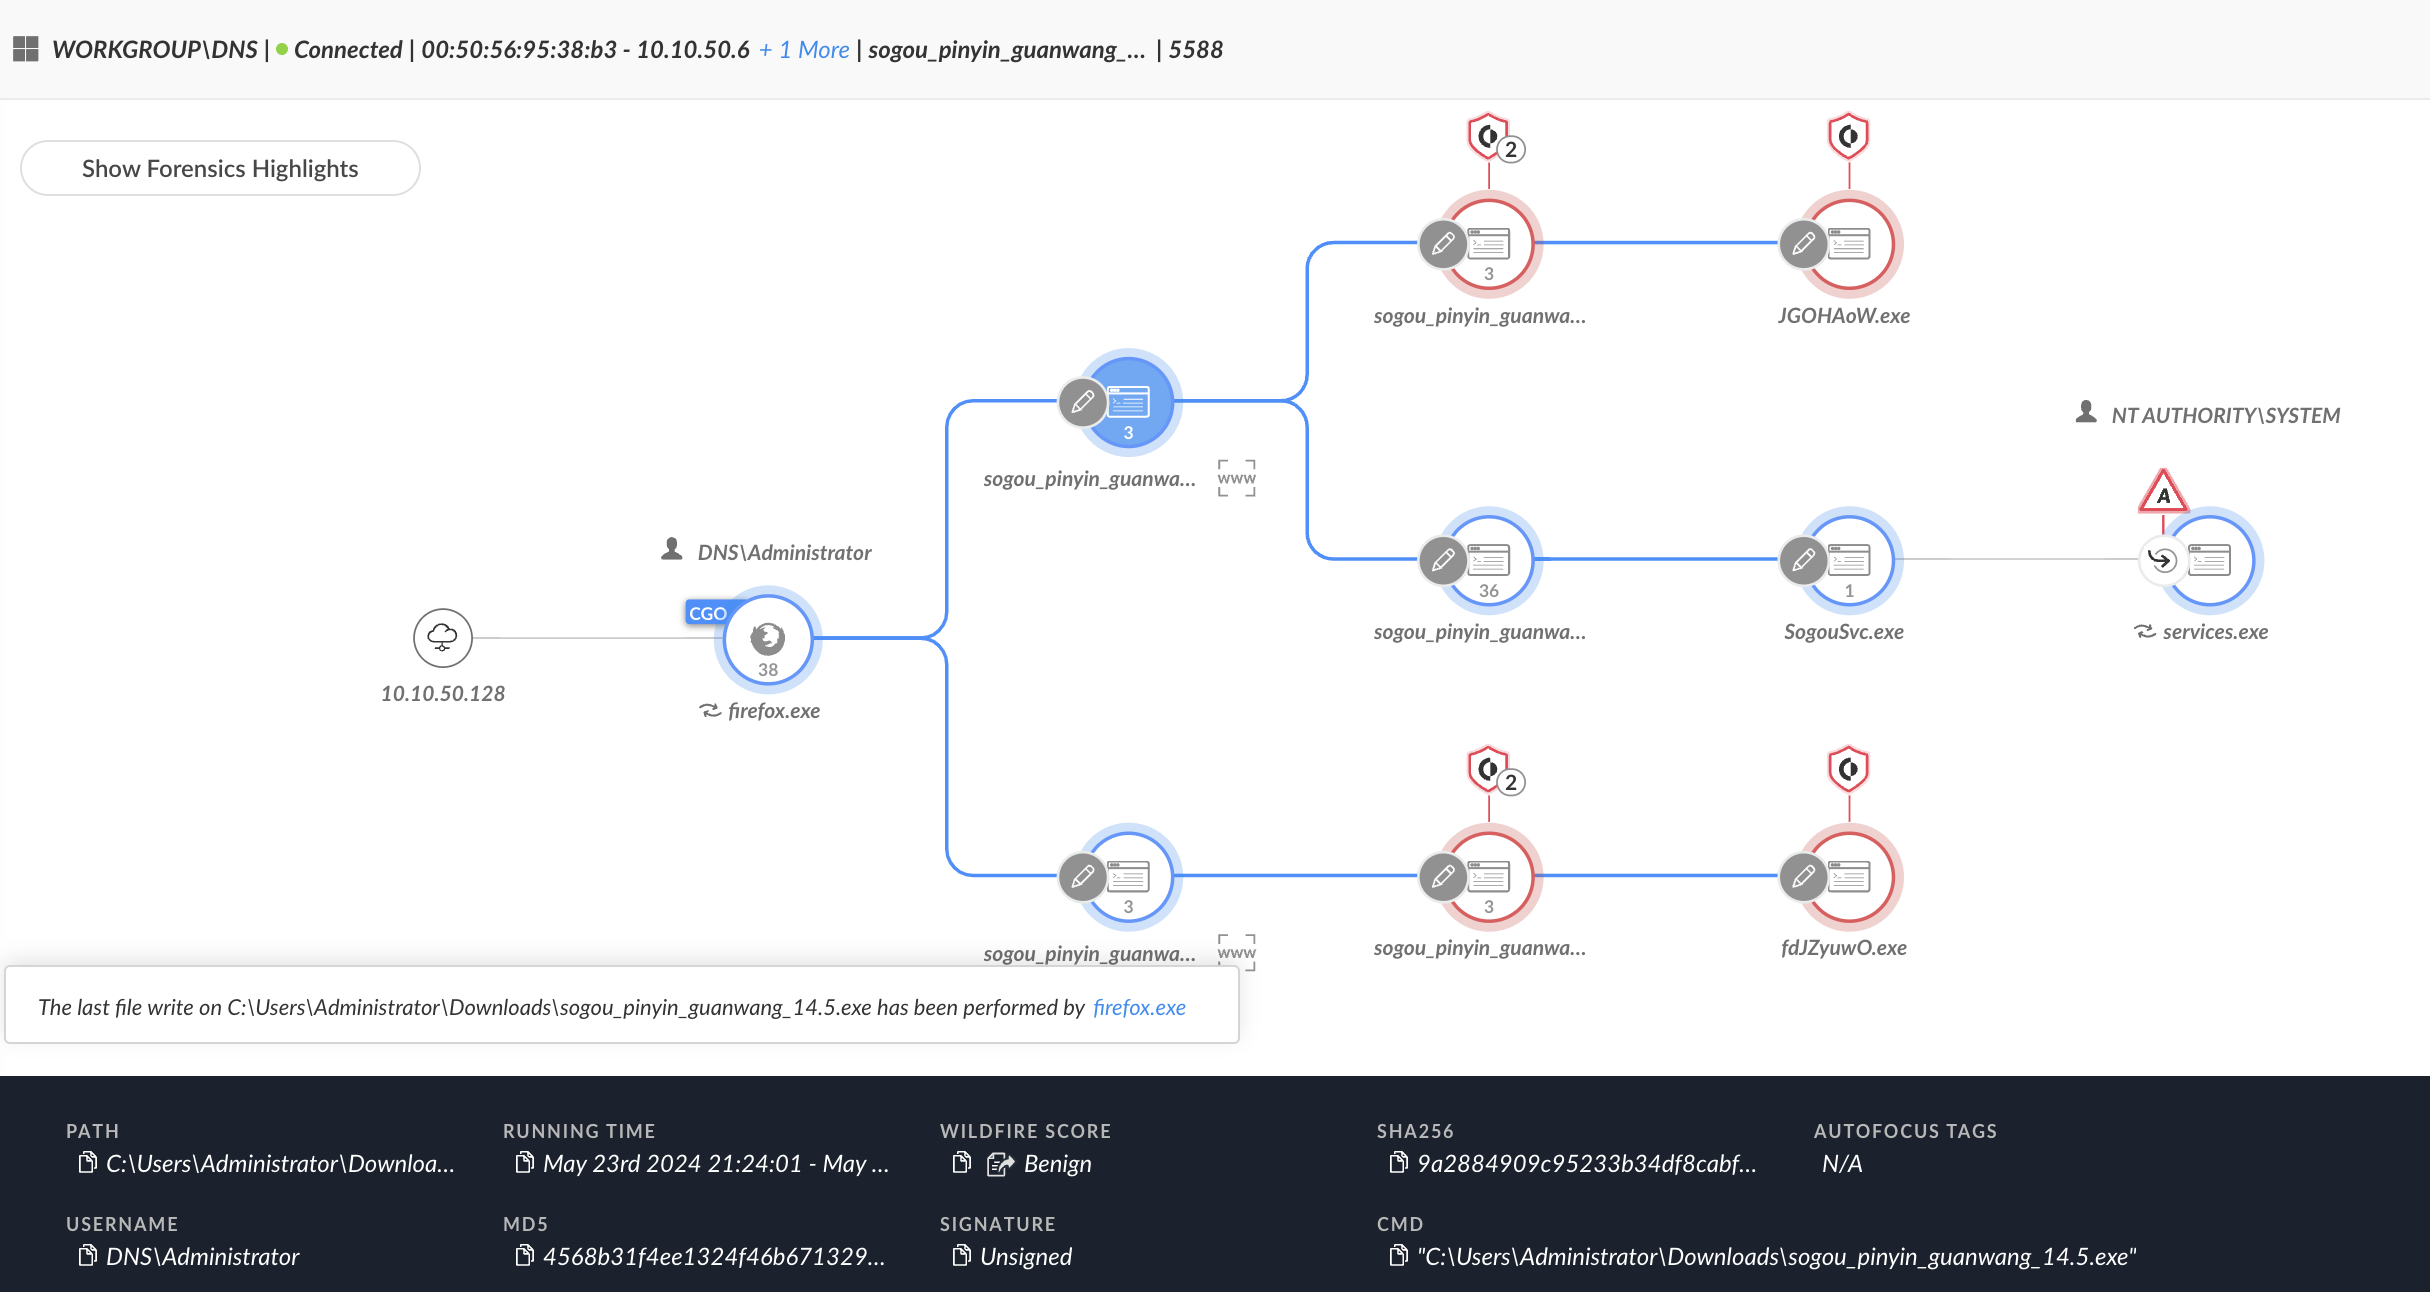 WORKGROUP\DNS | Connected | 00:50:56:95:38:b3 - 10.10.50.6 + 1 More | sogou_pinyin_guanwang_... | 5588
Show Forensics Highlights
2
3
sogou_pinyin_guanwa...
JGOHAoW.exe
3
sogou_pinyin_guanwa...
www
NT AUTHORITY\SYSTEM
A
36
sogou_pinyin_guanwa...
1
SogouSvc.exe
services.exe
DNS\Administrator
CGO
38
firefox.exe
10.10.50.128
2
3
sogou_pinyin_guanwa...
www
3
sogou_pinyin_guanwa...
fdJZyuwO.exe
The last file write on C:\Users\Administrator\Downloads\sogou_pinyin_guanwang_14.5.exe has been performed by firefox.exe
PATH
C:\Users\Administrator\Downloa...
RUNNING TIME
May 23rd 2024 21:24:01 - May ...
WILDFIRE SCORE
Benign
SHA256
9a2884909c95233b34df8cabf...
AUTOFOCUS TAGS
N/A
USERNAME
DNS\Administrator
MD5
4568b31f4ee1324f46b671329...
SIGNATURE
Unsigned
CMD
"C:\Users\Administrator\Downloads\sogou_pinyin_guanwang_14.5.exe"